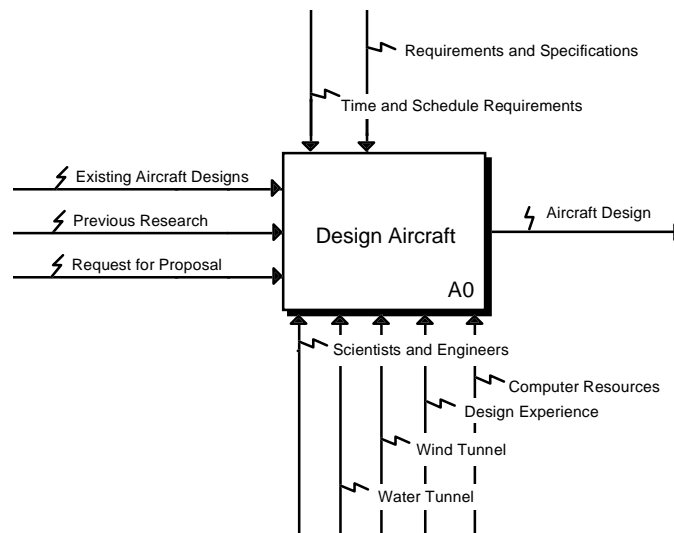 Requirements and Specifications
Time and Schedule Requirements
Existing Aircraft Designs
Previous Research
Request for Proposal
Design Aircraft
A0
Aircraft Design
Scientists and Engineers
Computer Resources
Design Experience
Wind Tunnel
Water Tunnel